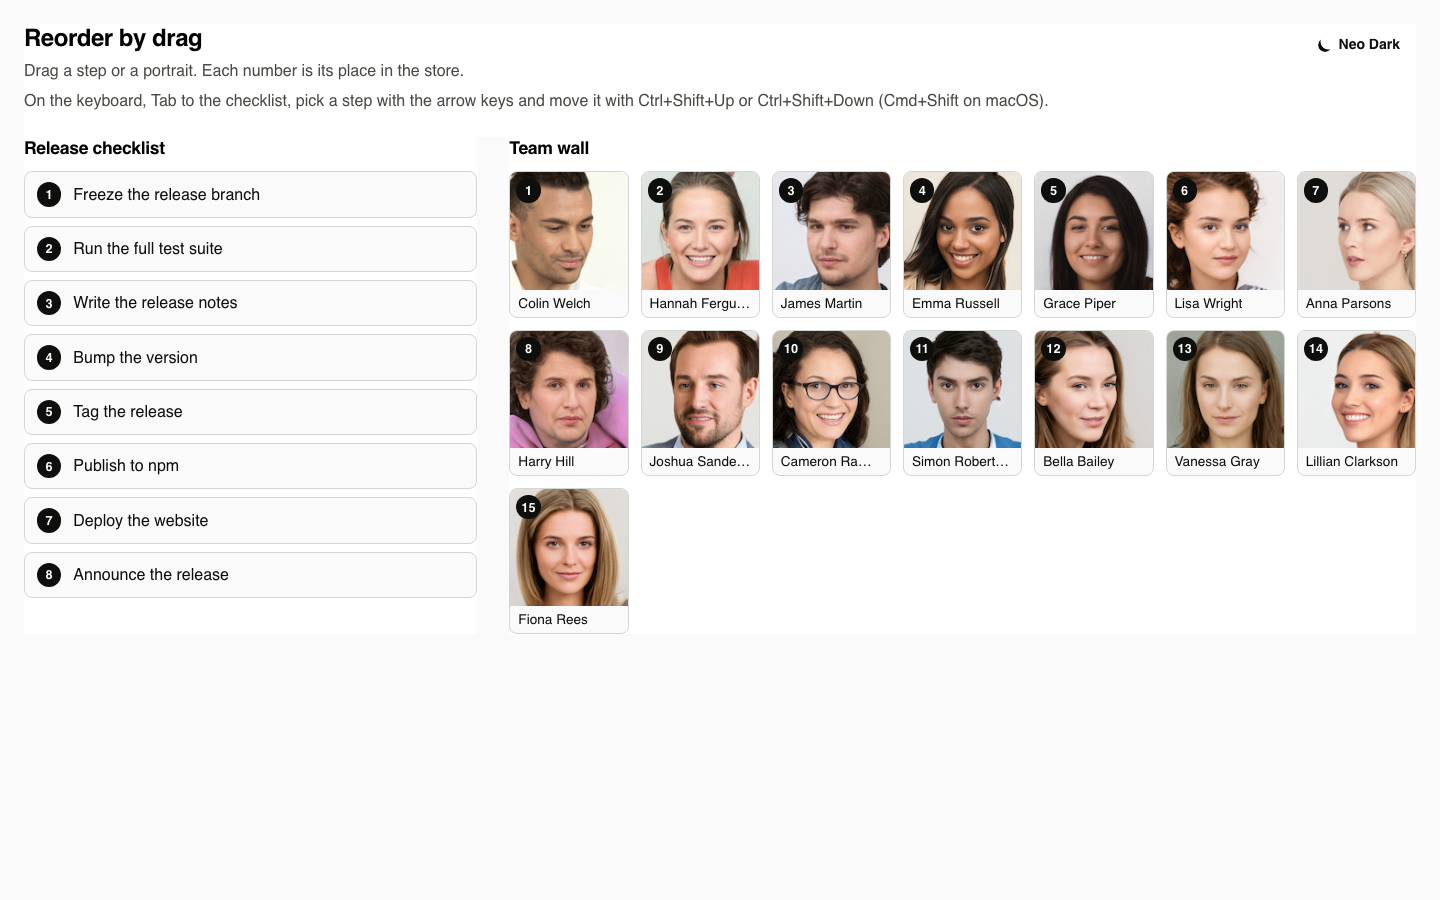 Reorder by drag
Neo Dark
Drag a step or a portrait. Each number is its place in the store.
On the keyboard, Tab to the checklist, pick a step with the arrow keys and move it with Ctrl+Shift+Up or Ctrl+Shift+Down (Cmd+Shift on macOS).
Release checklist
1 Freeze the release branch
2 Run the full test suite
3 Write the release notes
4 Bump the version
5 Tag the release
6 Publish to npm
7 Deploy the website
8 Announce the release
Team wall
1 2 3 4 5 6 7
Colin Welch Hannah Fergu… James Martin Emma Russell Grace Piper Lisa Wright Anna Parsons
8 9 10 11 12 13 14
Harry Hill Joshua Sande… Cameron Ra… Simon Robert… Bella Bailey Vanessa Gray Lillian Clarkson
15
Fiona Rees